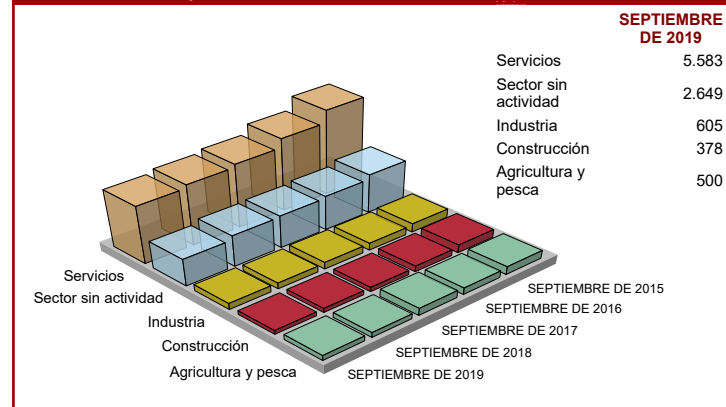 SEPTIEMBRE
DE 2019
Servicios 5.583
Sector sin
actividad 2.649
Industria 605
Construcción 378
Agricultura y
pesca 500
Servicios
Sector sin actividad
Industria
Construcción
Agricultura y pesca
SEPTIEMBRE DE 2015
SEPTIEMBRE DE 2016
SEPTIEMBRE DE 2017
SEPTIEMBRE DE 2018
SEPTIEMBRE DE 2019